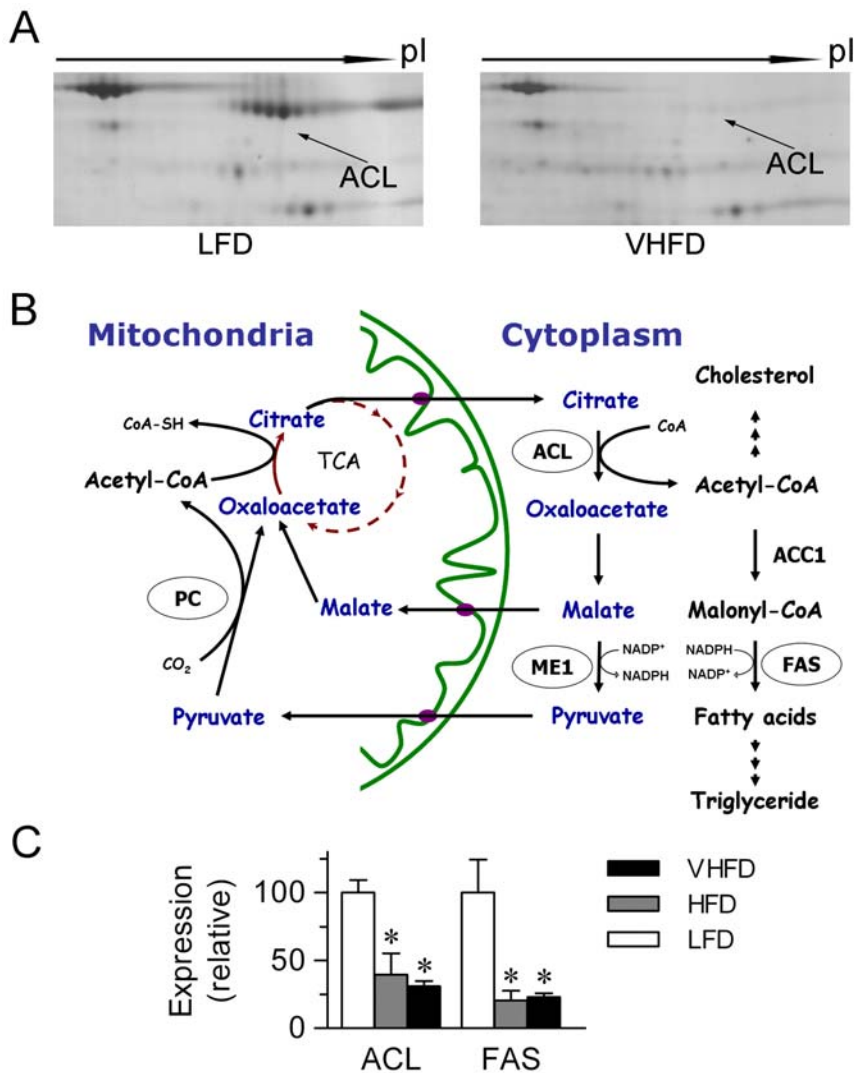 A
pI
pI
ACL
ACL
LFD
VHFD
B
Mitochondria
Cytoplasm
Cholesterol
CoA-SH
Citrate
Citrate
CoA
TCA
ACL
Acetyl-CoA
Acetyl-CoA
Oxaloacetate
Oxaloacetate
ACC1
PC
Malate
Malate
Malonyl-CoA
CO₂
ME1
NADP⁺
NADPH
NADPH
NADP⁺
FAS
Pyruvate
Pyruvate
Fatty acids
Triglyceride
C
Expression
(relative)
100
50
0
*
*
*
*
ACL
FAS
VHFD
HFD
LFD